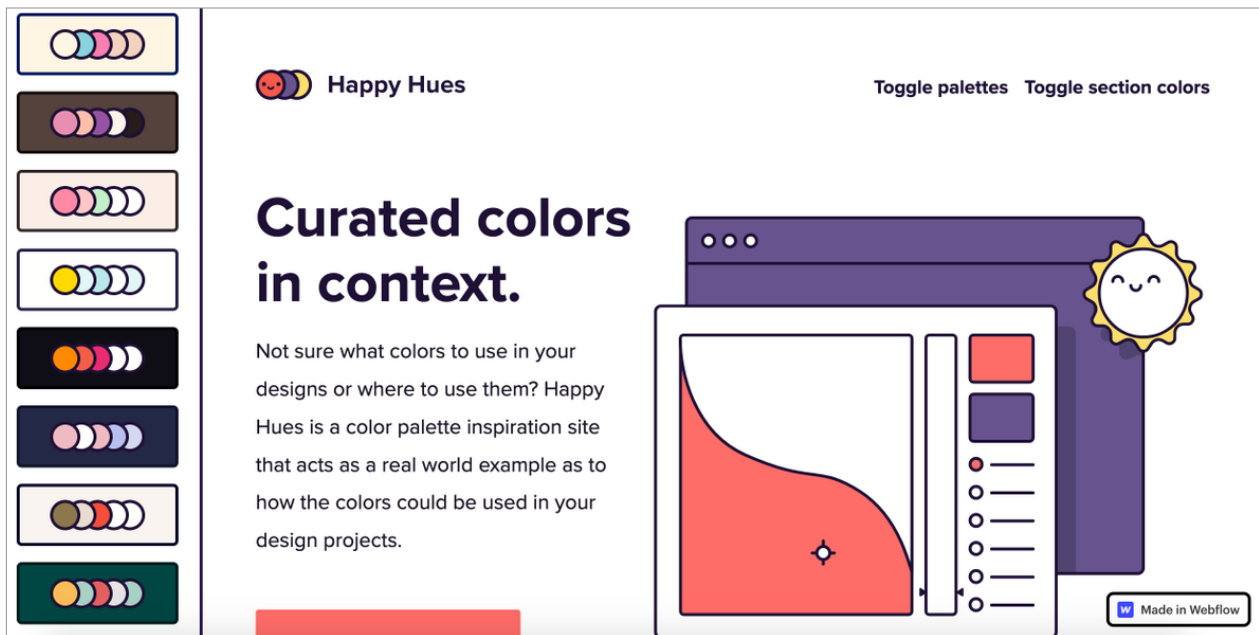 Happy Hues
Toggle palettes Toggle section colors
Curated colors
in context.
Not sure what colors to use in your
designs or where to use them? Happy
Hues is a color palette inspiration site
that acts as a real world example as to
how the colors could be used in your
design projects.
W Made in Webflow